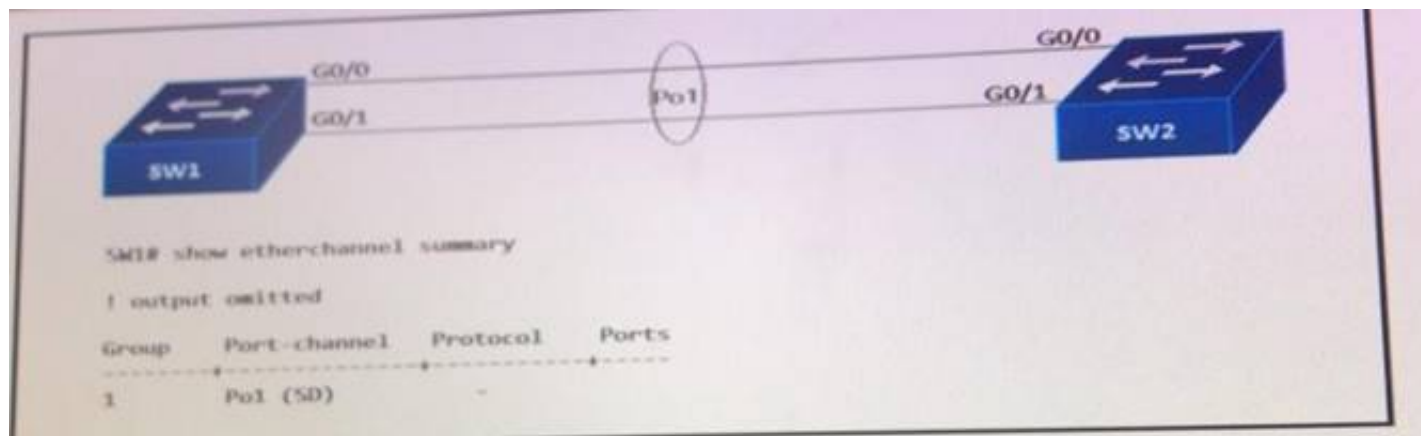 G0/0
G0/0
Po1
G0/1
G0/1
SW1
SW2
SW1# show etherchannel summary
! output omitted
Group Port-channel Protocol Ports
--------+--------------+-----------+------
1 Po1 (SD) -